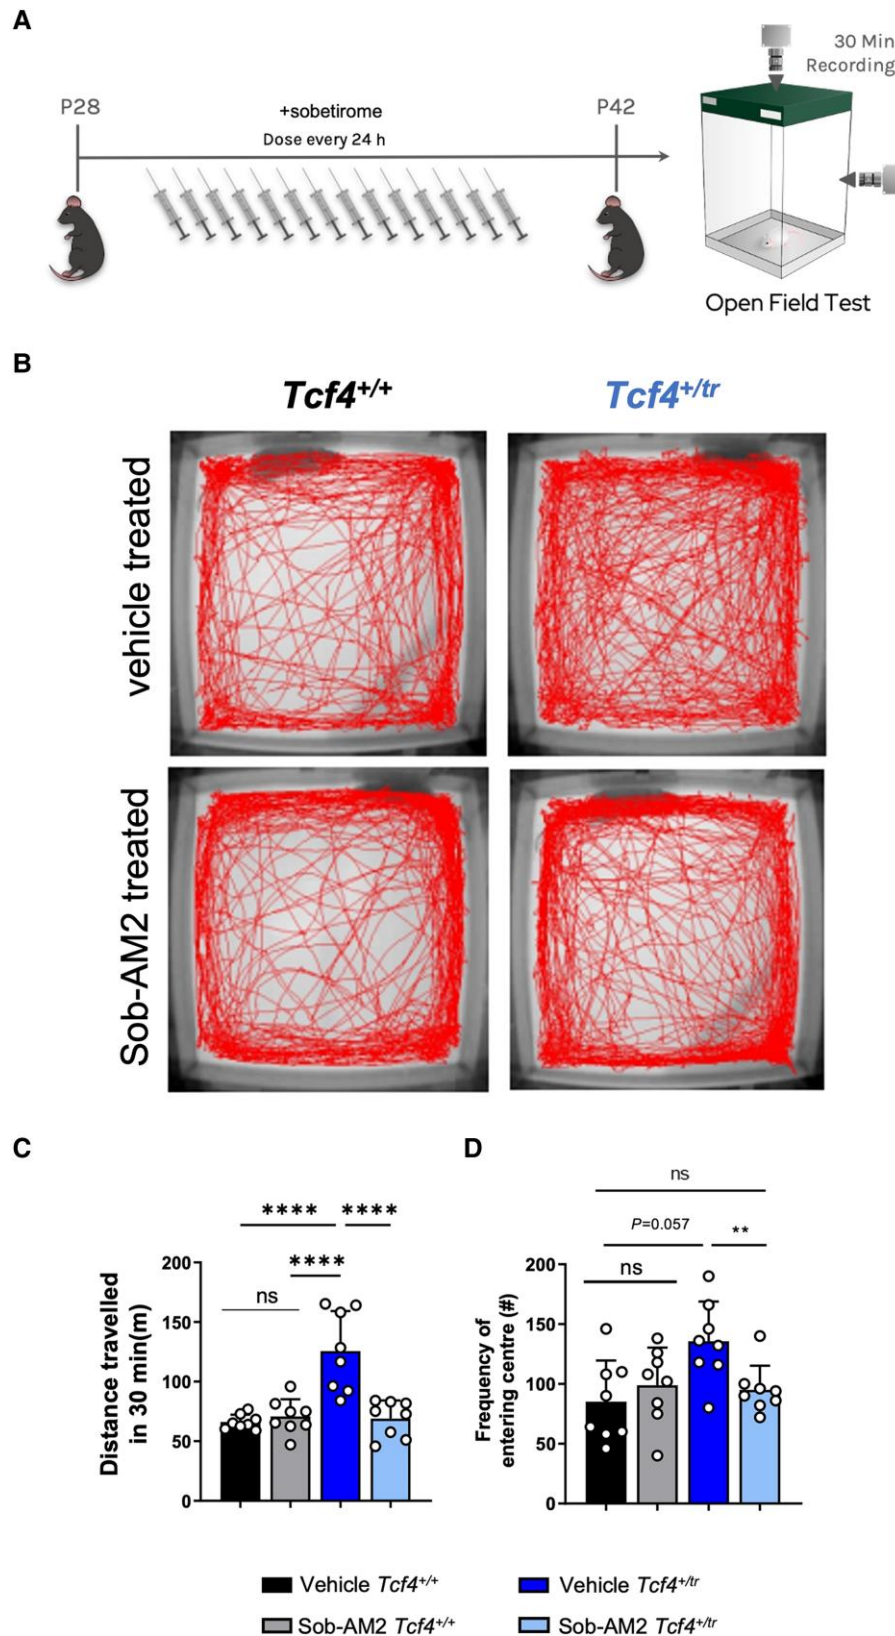 A
P28
+sobetirome
Dose every 24 h
P42
30 Min
Recording
Open Field Test
B
Tcf4+/+
Tcf4+/tr
vehicle treated
Sob-AM2 treated
C
Distance travelled
in 30 min(m)
200
150
100
50
0
ns
****
****
****
D
Frequency of
entering centre (#)
200
150
100
50
0
ns
P=0.057
**
ns
Vehicle Tcf4+/+
Vehicle Tcf4+/tr
Sob-AM2 Tcf4+/+
Sob-AM2 Tcf4+/tr